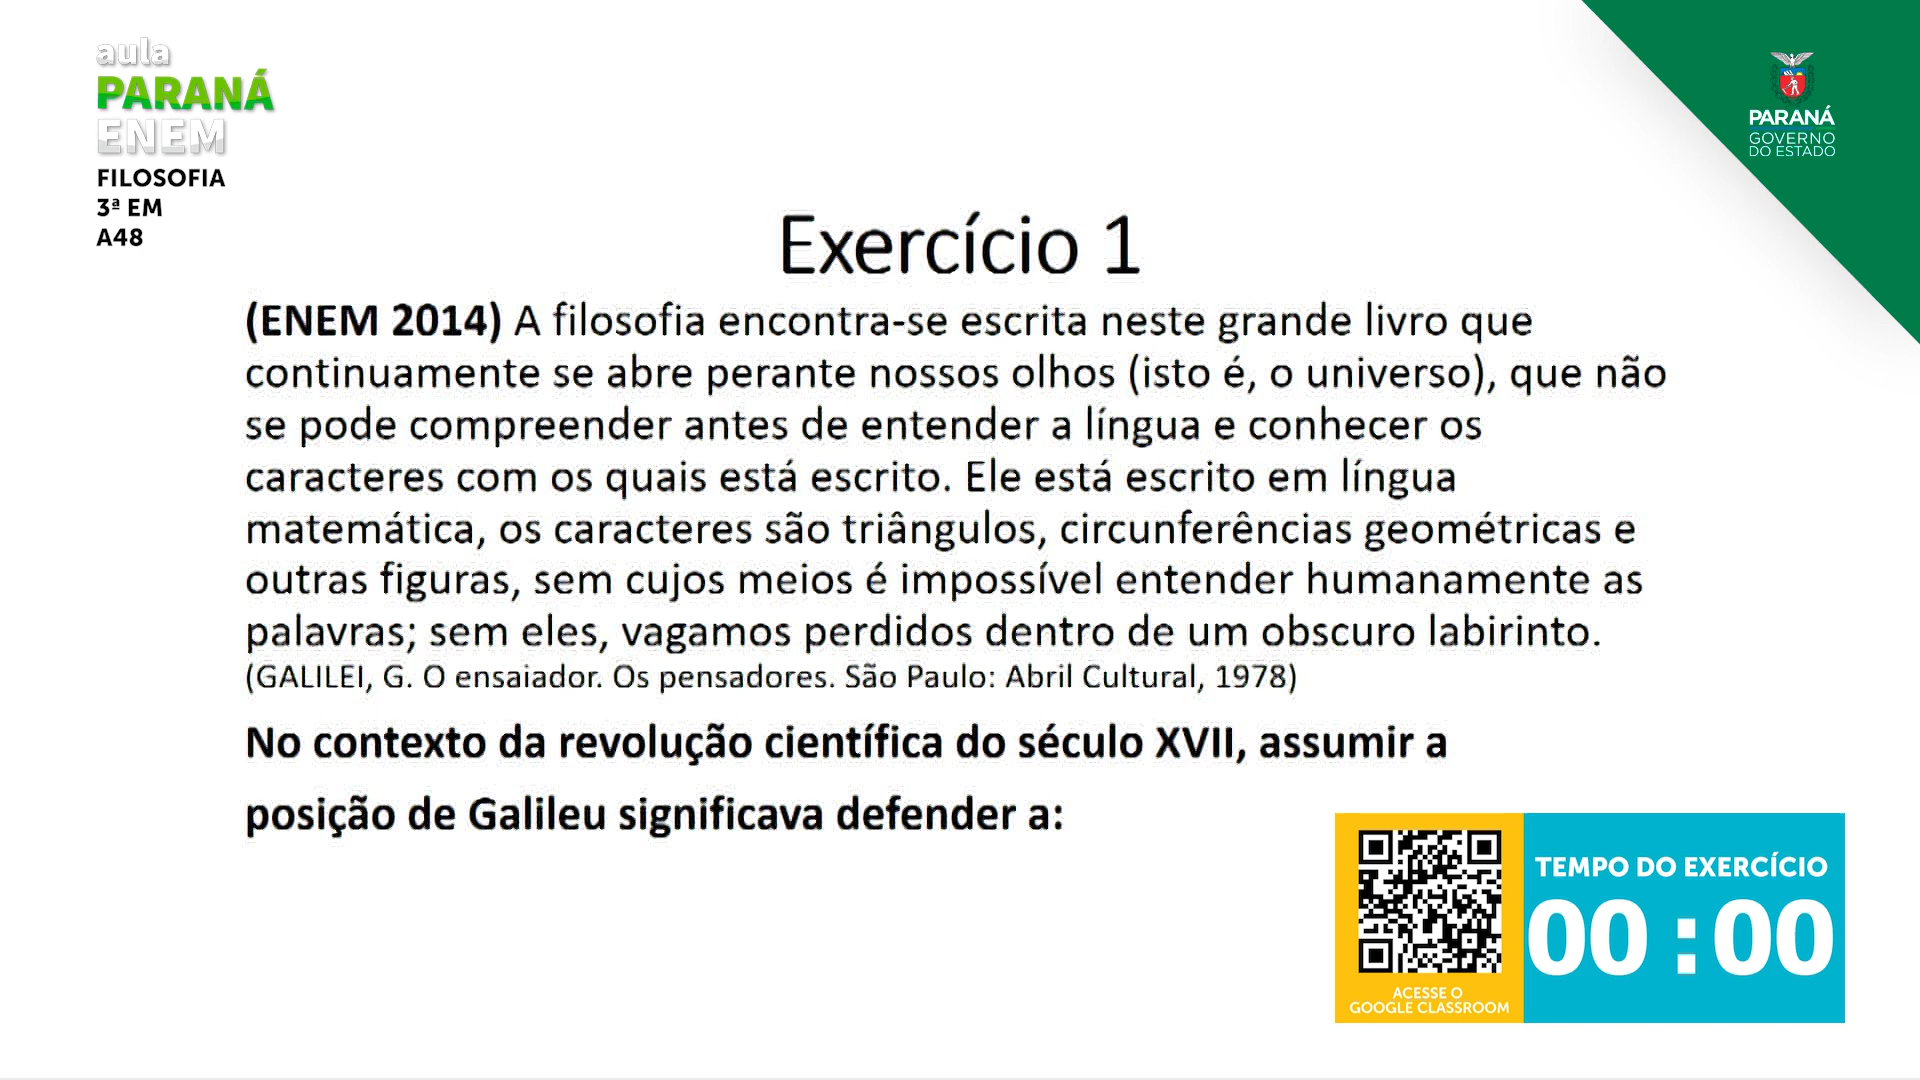 aula
PARANÁ
ENEM
FILOSOFIA
3ª EM
A48
PARANÁ
GOVERNO
DO ESTADO
Exercício 1
(ENEM 2014) A filosofia encontra-se escrita neste grande livro que
continuamente se abre perante nossos olhos (isto é, o universo), que não
se pode compreender antes de entender a língua e conhecer os
caracteres com os quais está escrito. Ele está escrito em língua
matemática, os caracteres são triângulos, circunferências geométricas e
outras figuras, sem cujos meios é impossível entender humanamente as
palavras; sem eles, vagamos perdidos dentro de um obscuro labirinto.
(GALILEI, G. O ensaiador. Os pensadores. São Paulo: Abril Cultural, 1978)
No contexto da revolução científica do século XVII, assumir a
posição de Galileu significava defender a:
TEMPO DO EXERCÍCIO
00:00
ACESSE O
GOOGLE CLASSROOM